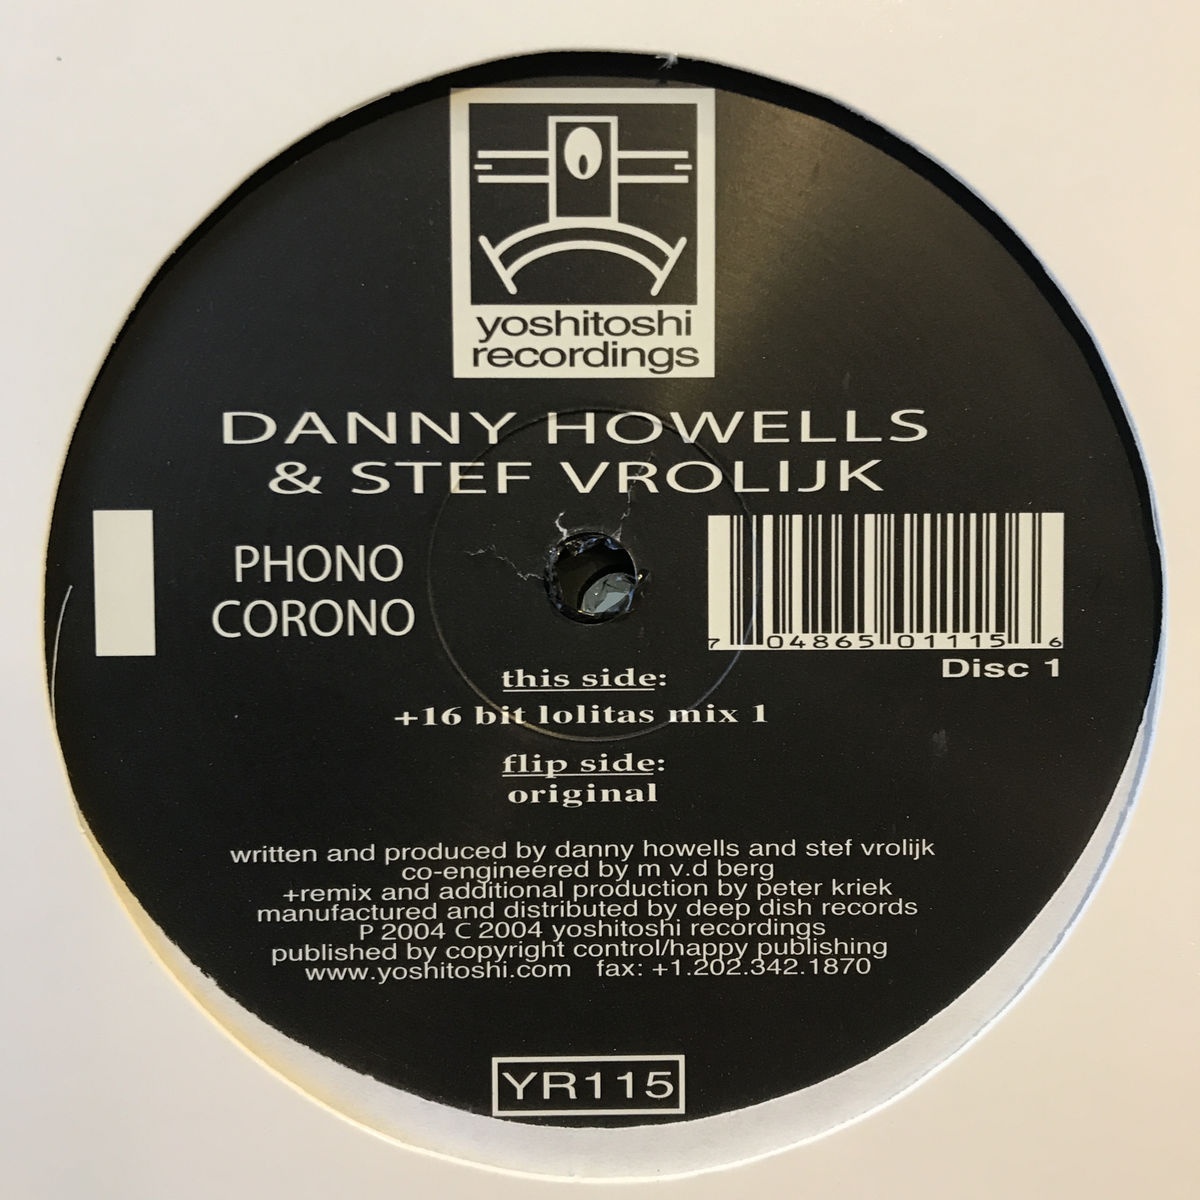 yoshitoshi
recordings
DANNY HOWELLS
& STEF VROLIJK
PHONO
CORONO
7 04865 01115 6
Disc 1
this side:
+16 bit lolitas mix 1
flip side:
original
written and produced by danny howells and stef vrolijk
co-engineered by m v.d berg
+remix and additional production by peter kriek
manufactured and distributed by deep dish records
P 2004 C 2004 yoshitoshi recordings
published by copyright control/happy publishing
www.yoshitoshi.com fax: +1.202.342.1870
YR115